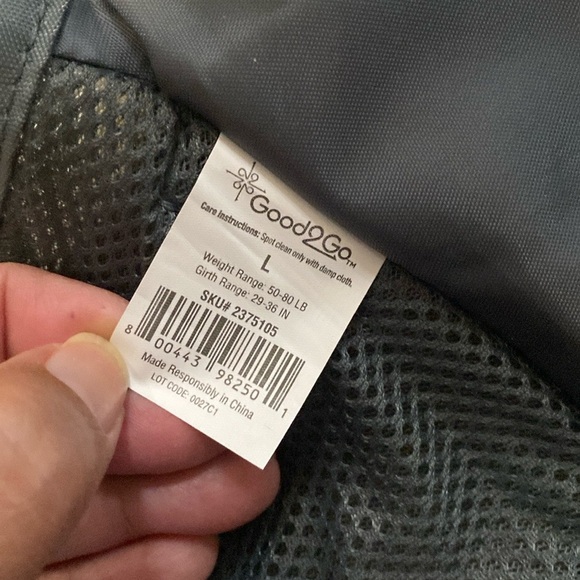 Good2Go™
Care Instructions: Spot clean only with damp cloth.
L
Weight Range: 50-80 LB
Girth Range: 29-36 IN
SKU# 2375105
8 00443 98250 1
Made Responsibly in China
LOT CODE: 0027C1